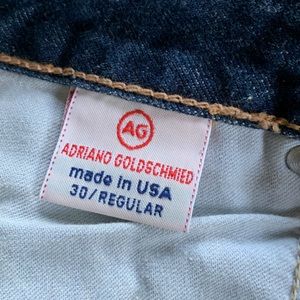 AG
ADRIANO GOLDSCHMIED
made in USA
30/REGULAR